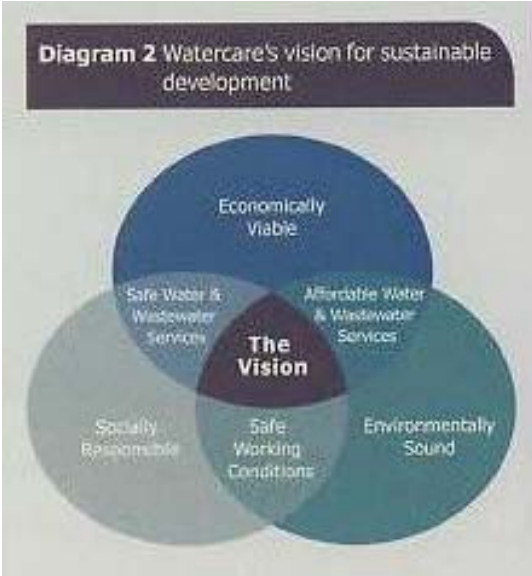 Diagram 2 Watercare's vision for sustainable
development
Economically
Viable
Safe Water &
Wastewater
Services
Affordable Water
& Wastewater
Services
The
Vision
Socially
Responsible
Safe
Working
Conditions
Environmentally
Sound